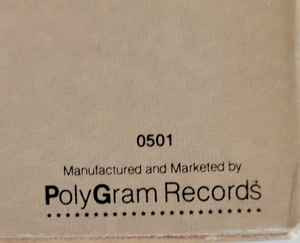 0501
Manufactured and Marketed by
PolyGram Records